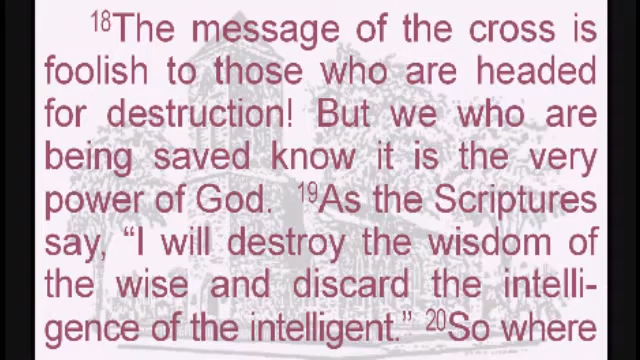 18The message of the cross is
foolish to those who are headed
for destruction! But we who are
being saved know it is the very
power of God. 19As the Scriptures
say, “I will destroy the wisdom of
the wise and discard the intelli-
gence of the intelligent.” 20So where